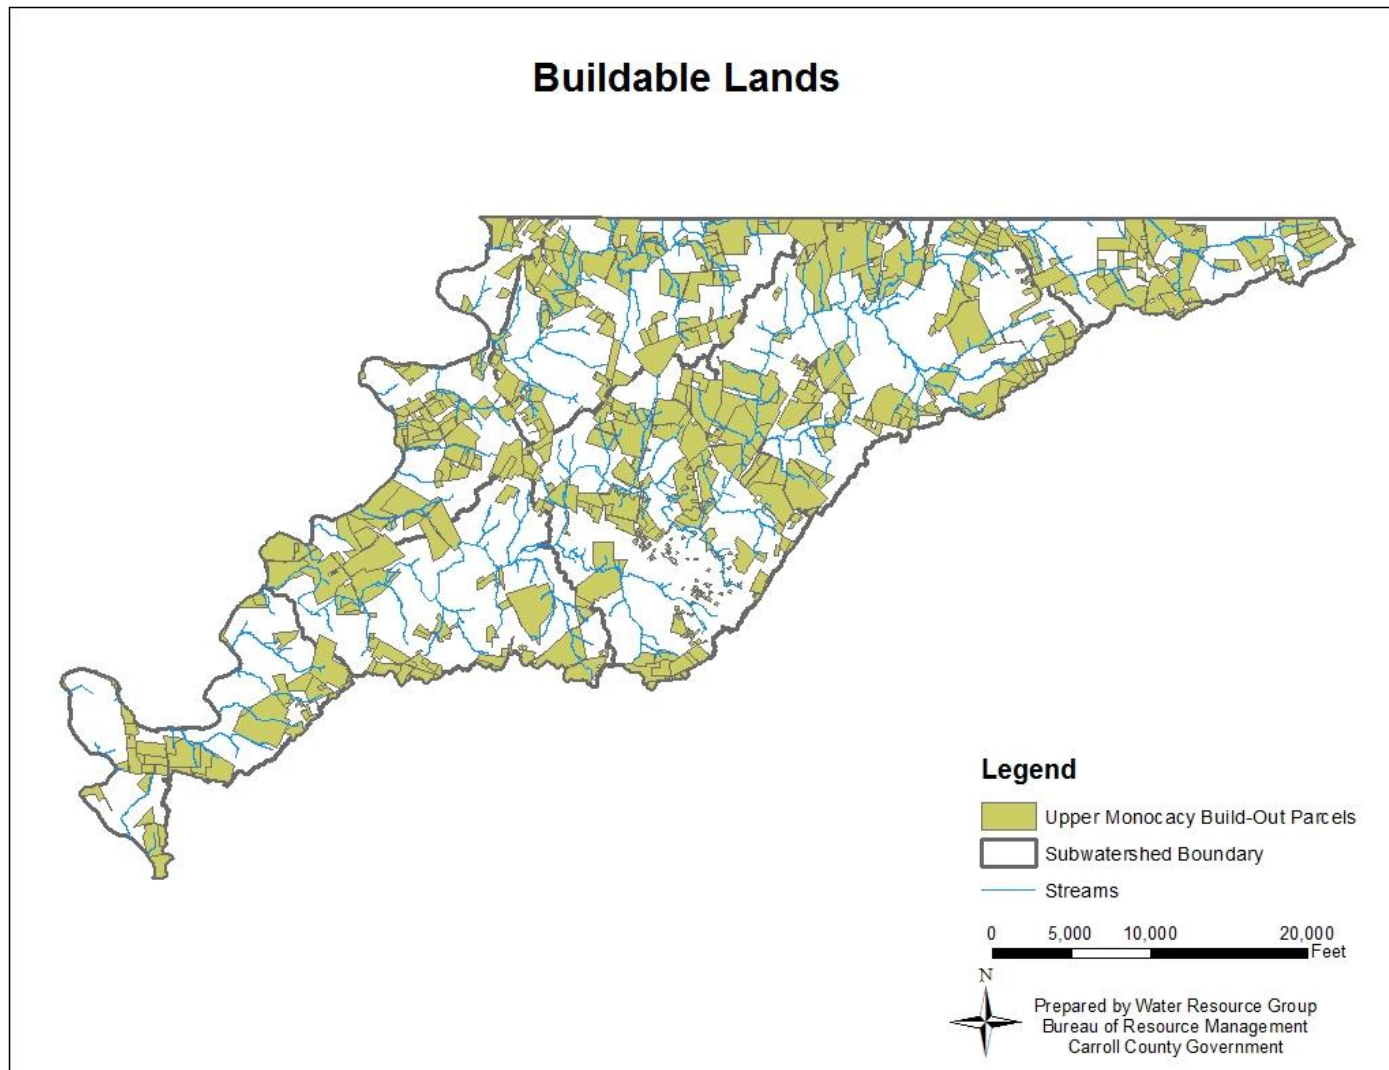 Buildable Lands
Legend
Upper Monocacy Build-Out Parcels
Subwatershed Boundary
Streams
0 5,000 10,000 20,000
Feet
N
Prepared by Water Resource Group
Bureau of Resource Management
Carroll County Government